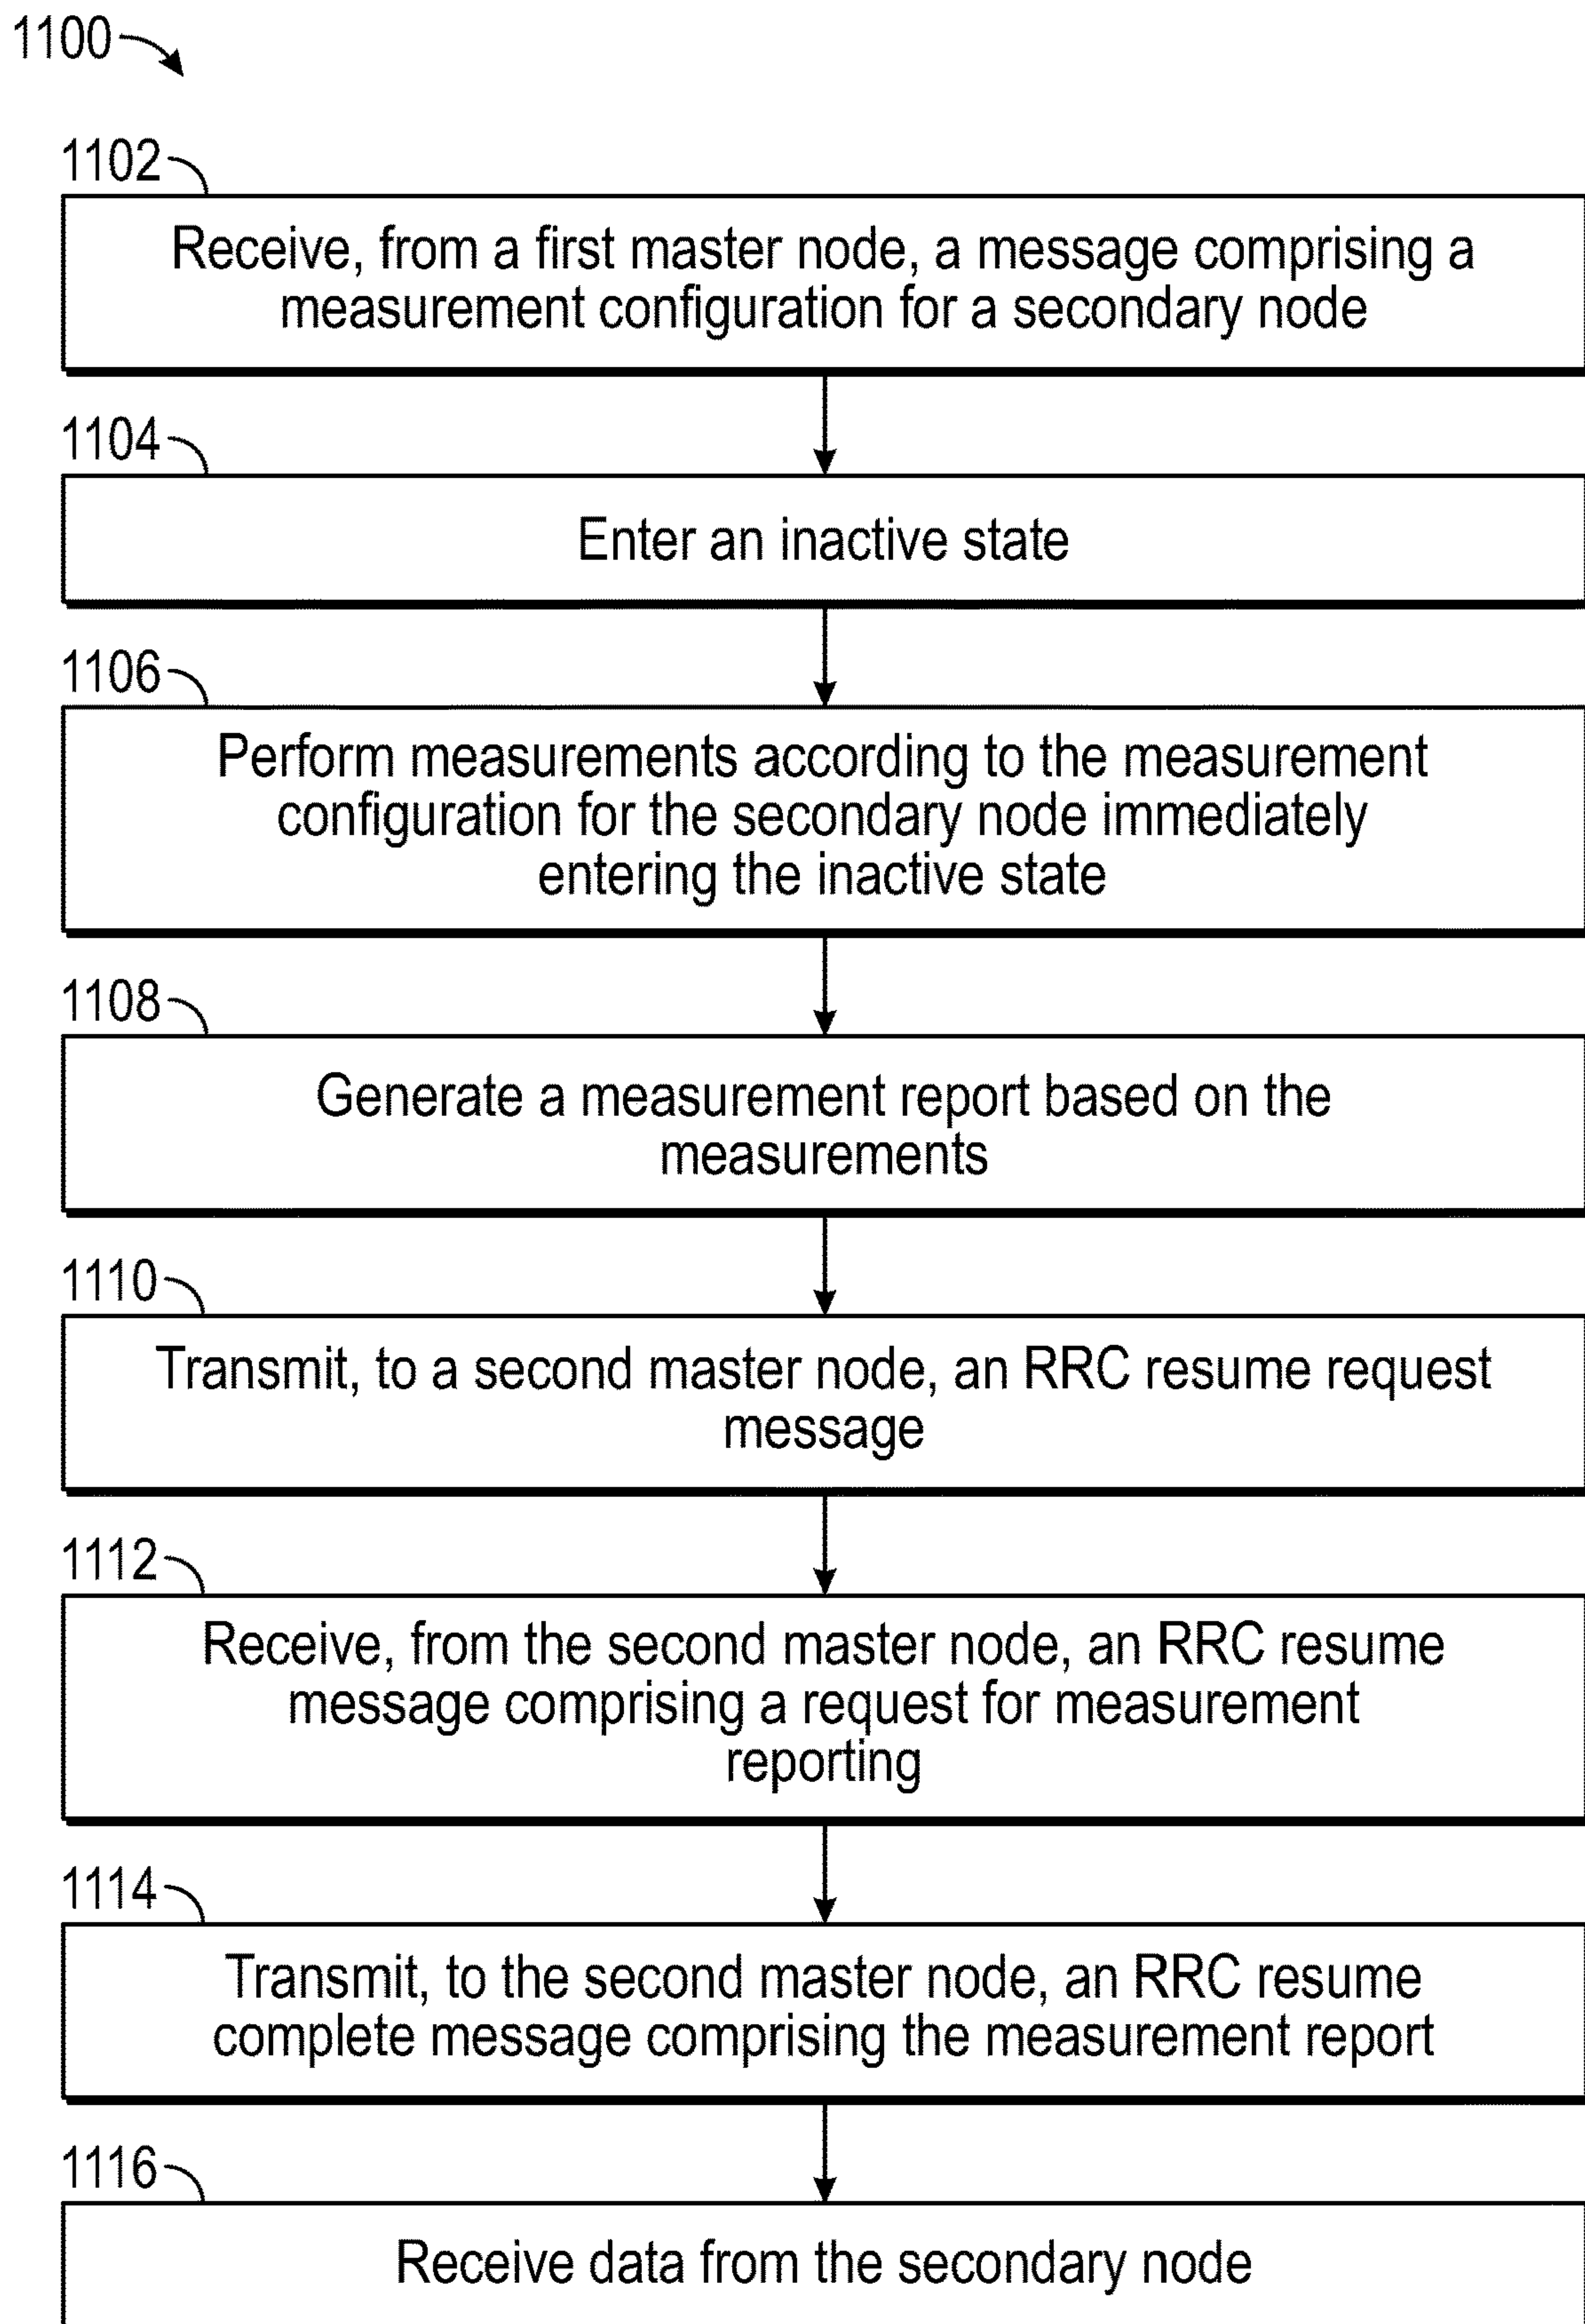 1100
1102
Receive, from a first master node, a message comprising a
measurement configuration for a secondary node
1104
Enter an inactive state
1106
Perform measurements according to the measurement
configuration for the secondary node immediately
entering the inactive state
1108
Generate a measurement report based on the
measurements
1110
Transmit, to a second master node, an RRC resume request
message
1112
Receive, from the second master node, an RRC resume
message comprising a request for measurement
reporting
1114
Transmit, to the second master node, an RRC resume
complete message comprising the measurement report
1116
Receive data from the secondary node